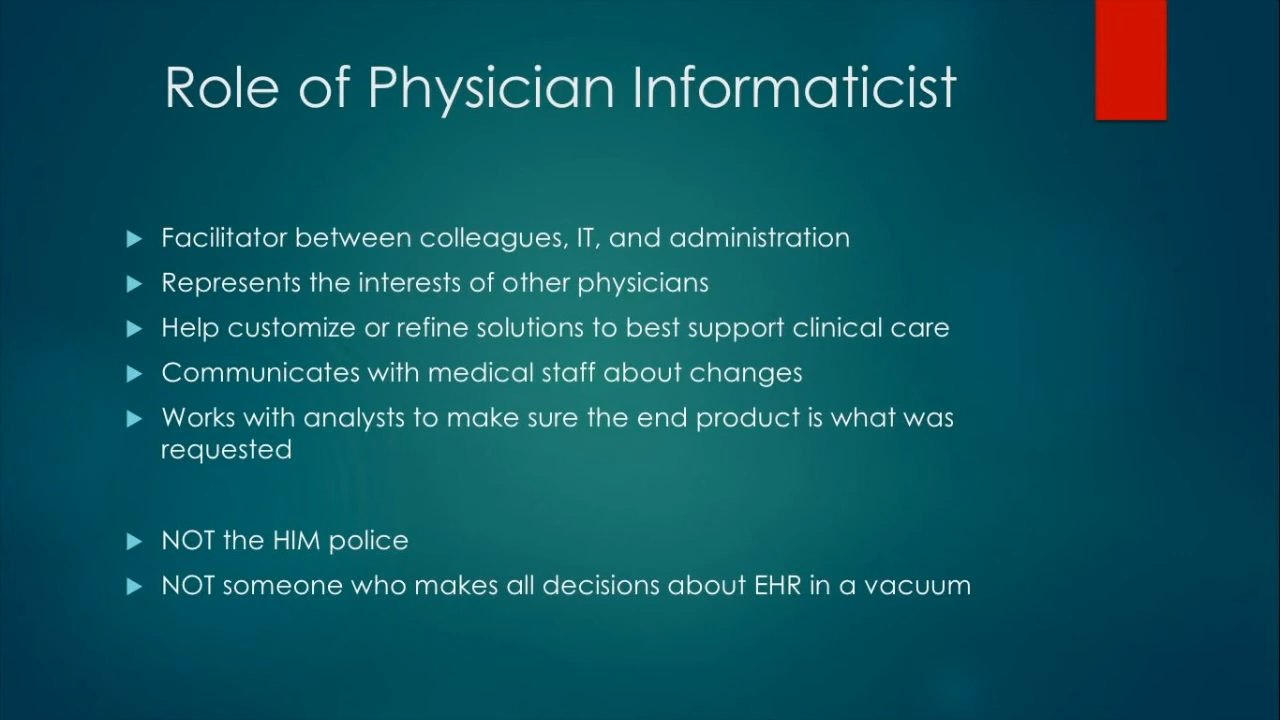 Role of Physician Informaticist
Facilitator between colleagues, IT, and administration
Represents the interests of other physicians
Help customize or refine solutions to best support clinical care
Communicates with medical staff about changes
Works with analysts to make sure the end product is what was
requested
NOT the HIM police
NOT someone who makes all decisions about EHR in a vacuum